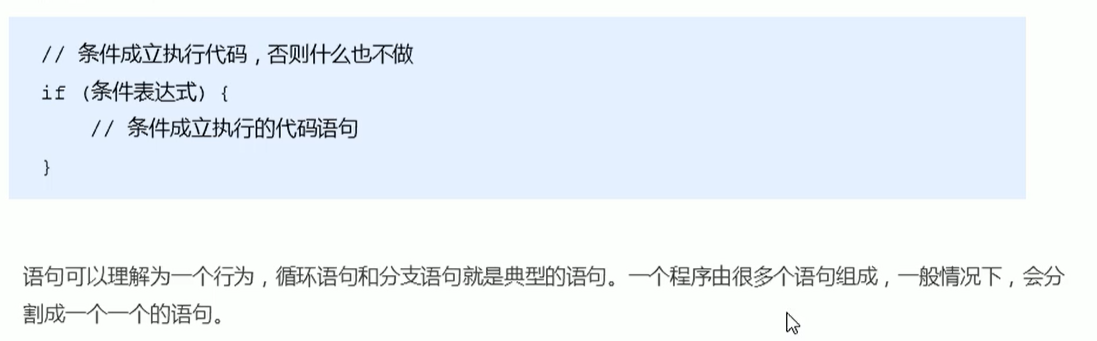 // 条件成立执行代码，否则什么也不做
if (条件表达式) {
// 条件成立执行的代码语句
}
语句可以理解为一个行为，循环语句和分支语句就是典型的语句。一个程序由很多个语句组成，一般情况下，会分
割成一个一个的语句。